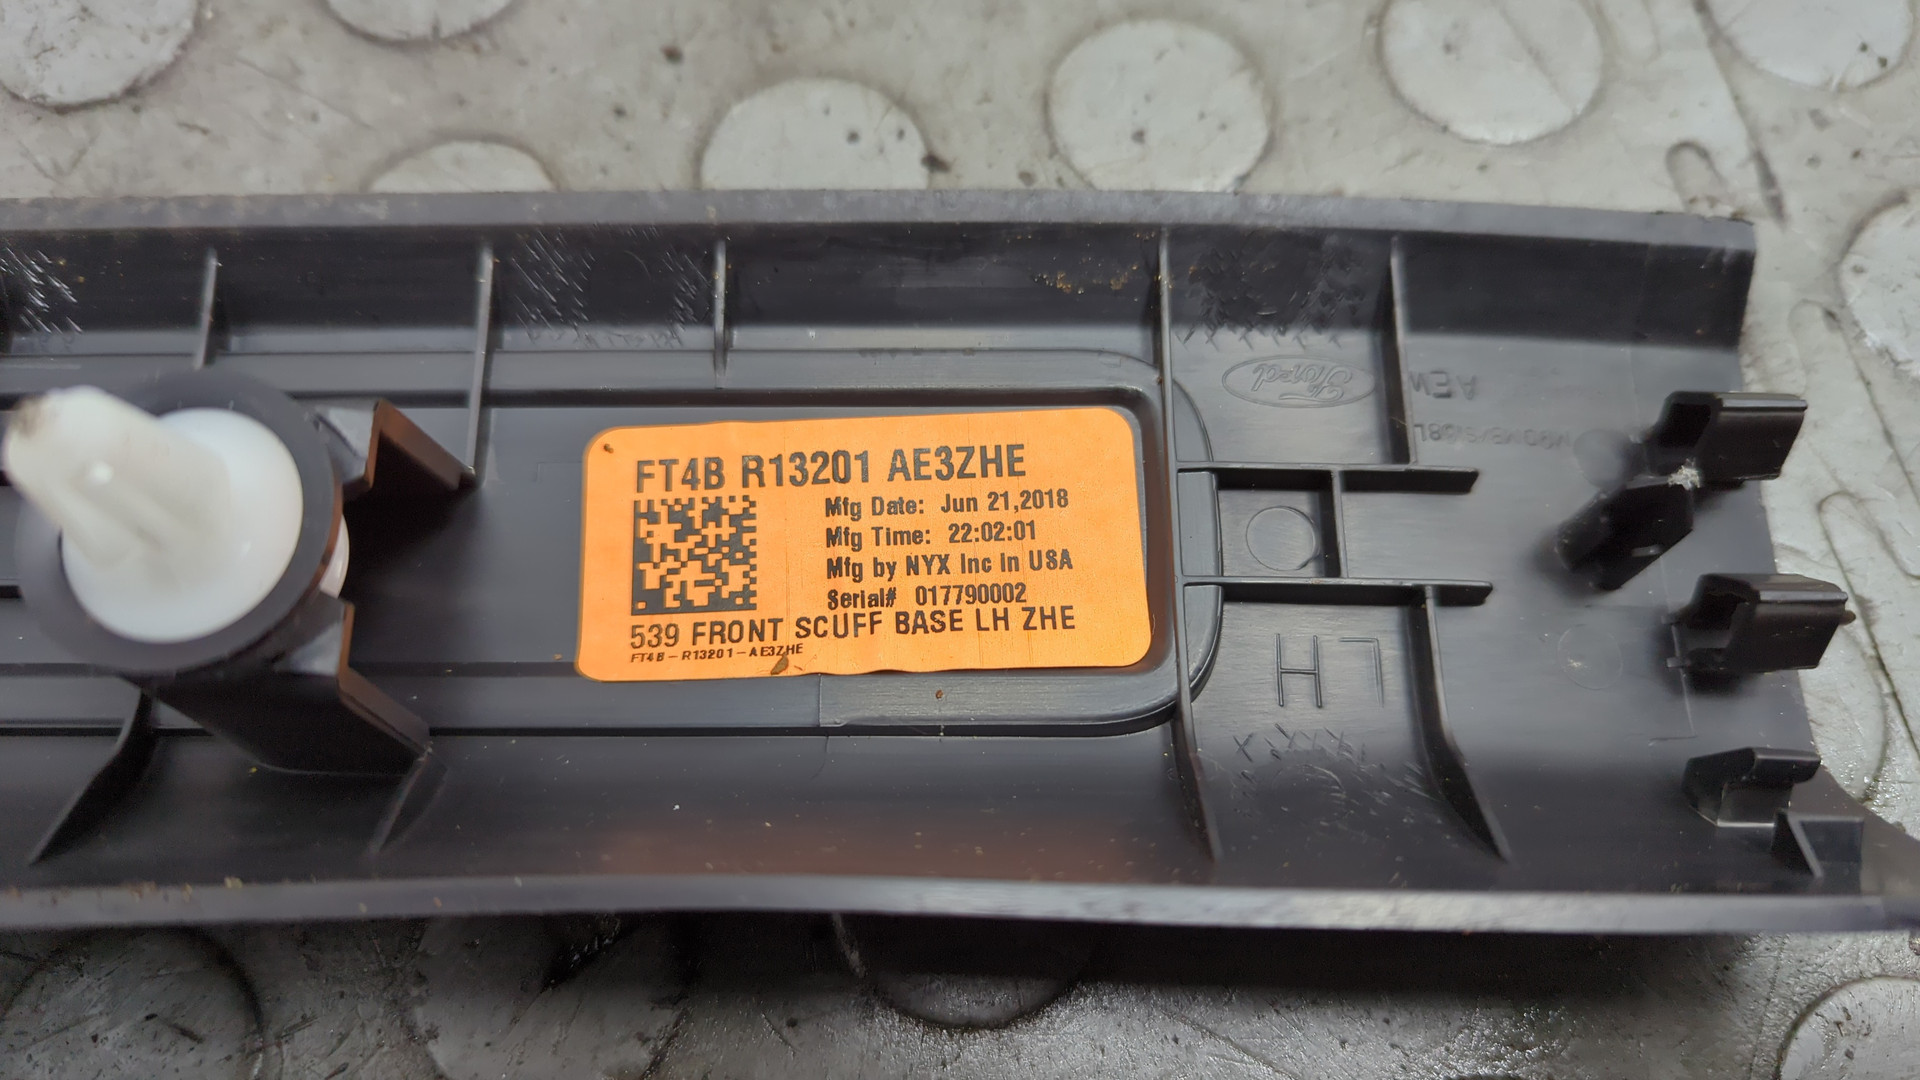 FT4B R13201 AE3ZHE
Mfg Date: Jun 21,2018
Mfg Time: 22:02:01
Mfg by NYX Inc in USA
Serial# 017790002
539 FRONT SCUFF BASE LH ZHE
FT4B-R13201-AE3ZHE
Ford
LH